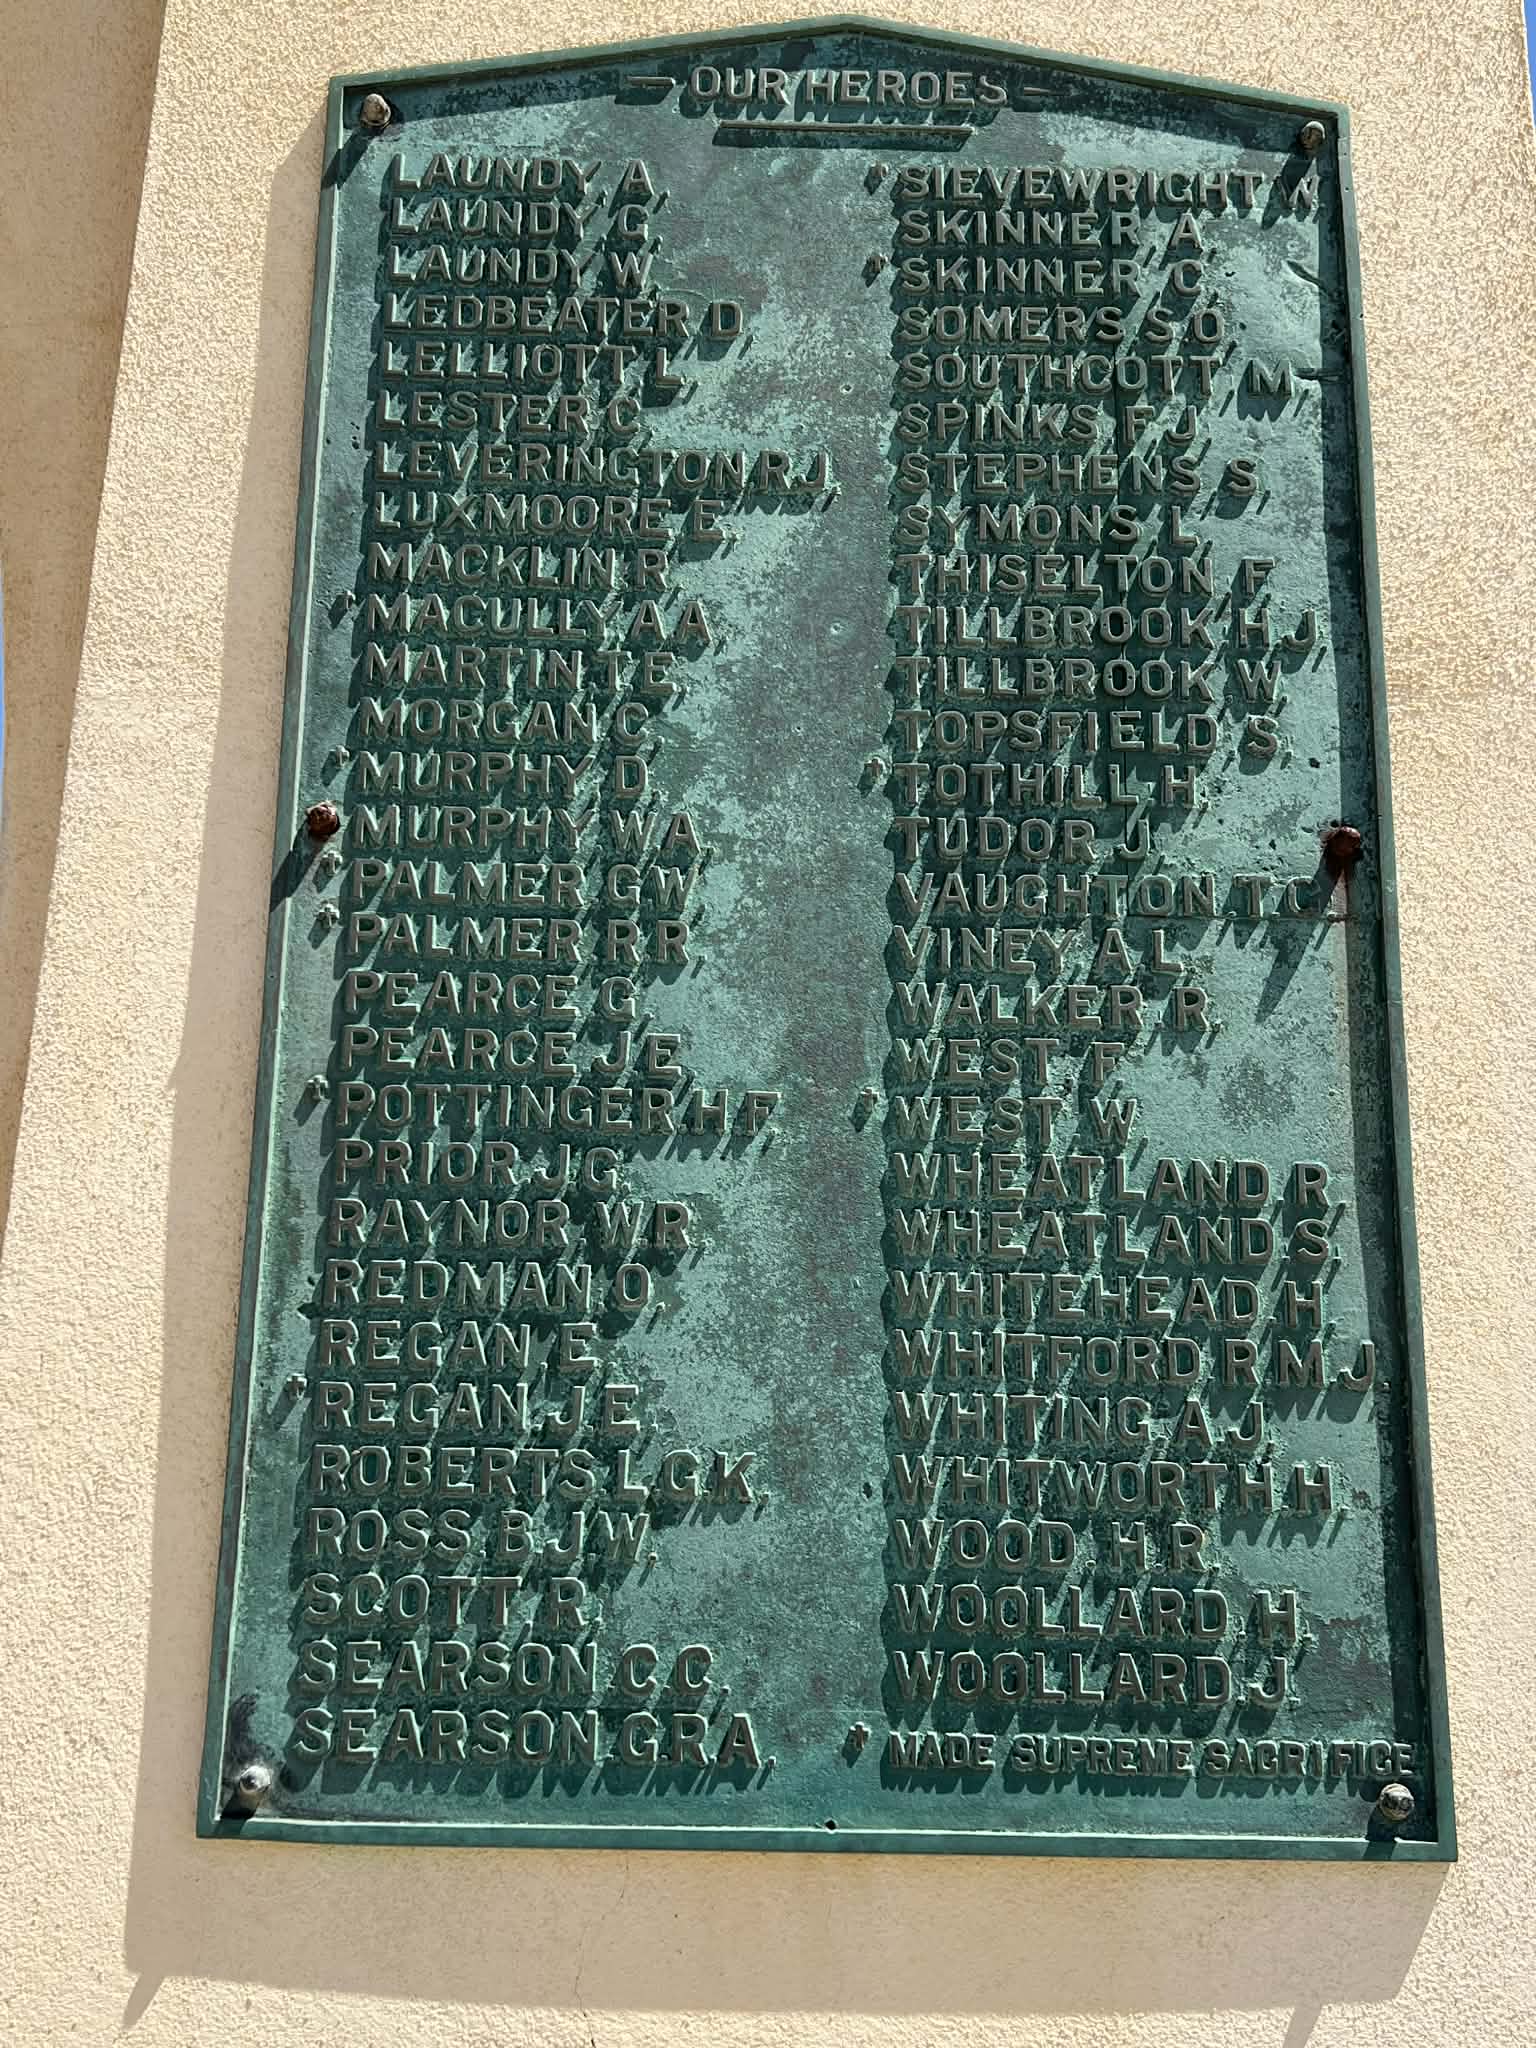 — OUR HEROES —
LAUNDY A.
LAUNDY G.
LAUNDY W.
LEDBEATER D.
LELLIOTT L.
LESTER C.
LEVERINGTON R.J.
LUXMOORE E.
MACKLIN R.
† MACULLY A A.
MARTIN T E.
MORGAN C.
† MURPHY D.
MURPHY W A.
† PALMER G W.
† PALMER R R.
PEARCE G.
PEARCE J E.
† POTTINGER H F.
PRIOR J G.
RAYNOR W.R.
REDMAN O.
REGAN E.
† REGAN J.E.
ROBERTS L.G.K.
ROSS B.J.W.
SCOTT R.
SEARSON C.C.
SEARSON G.R.A.
† SIEVEWRIGHT W.
SKINNER A.
† SKINNER C.
SOMERS S O.
SOUTHCOTT M.
SPINKS F J.
STEPHENS S.
SYMONS L.
THISELTON F.
TILLBROOK H J.
TILLBROOK W.
TOPSFIELD S.
† TOTHILL H.
TUDOR J.
VAUGHTON T.C.
VINEY A L.
WALKER R.
WEST F.
† WEST W.
WHEATLAND R.
WHEATLAND S.
WHITEHEAD H.
WHITFORD R M J.
WHITING A J.
WHITWORTH H.
WOOD H R.
WOOLLARD H.
WOOLLARD J.
† MADE SUPREME SACRIFICE